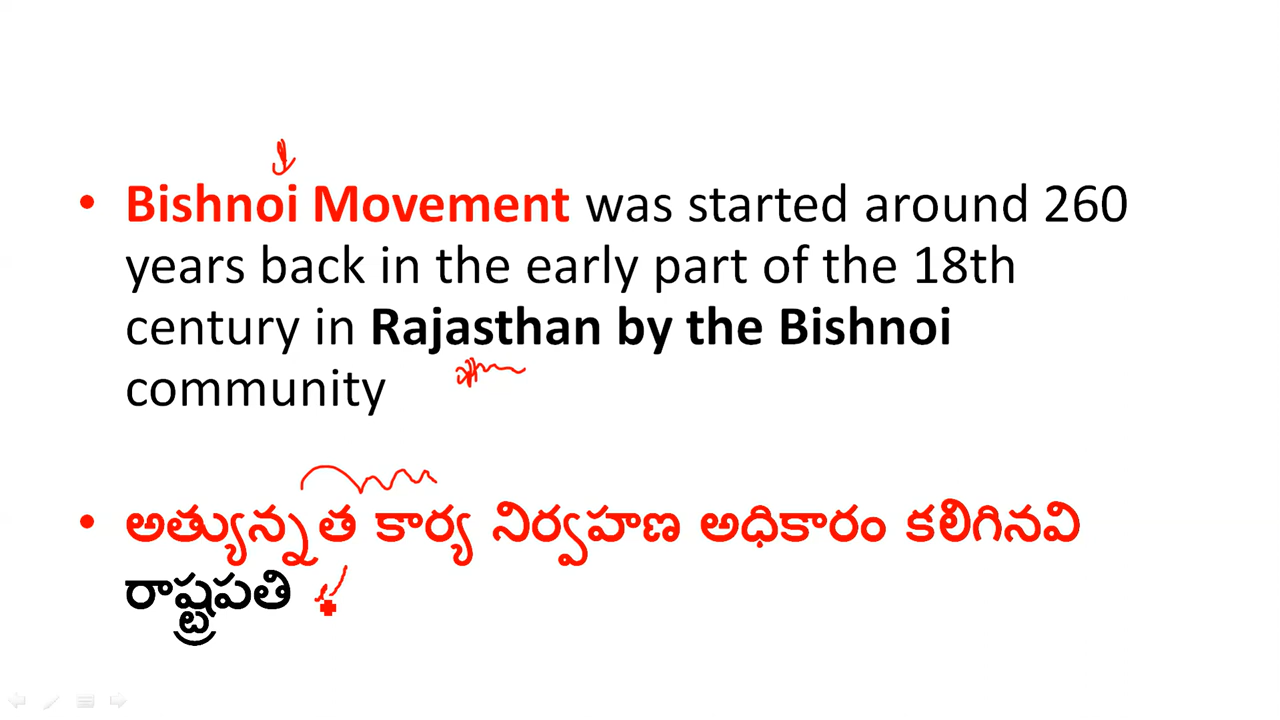 • Bishnoi Movement was started around 260
years back in the early part of the 18th
century in Rajasthan by the Bishnoi
community
• అత్యున్నత కార్య నిర్వహణ అధికారం కలిగినవి
రాష్ట్రపతి